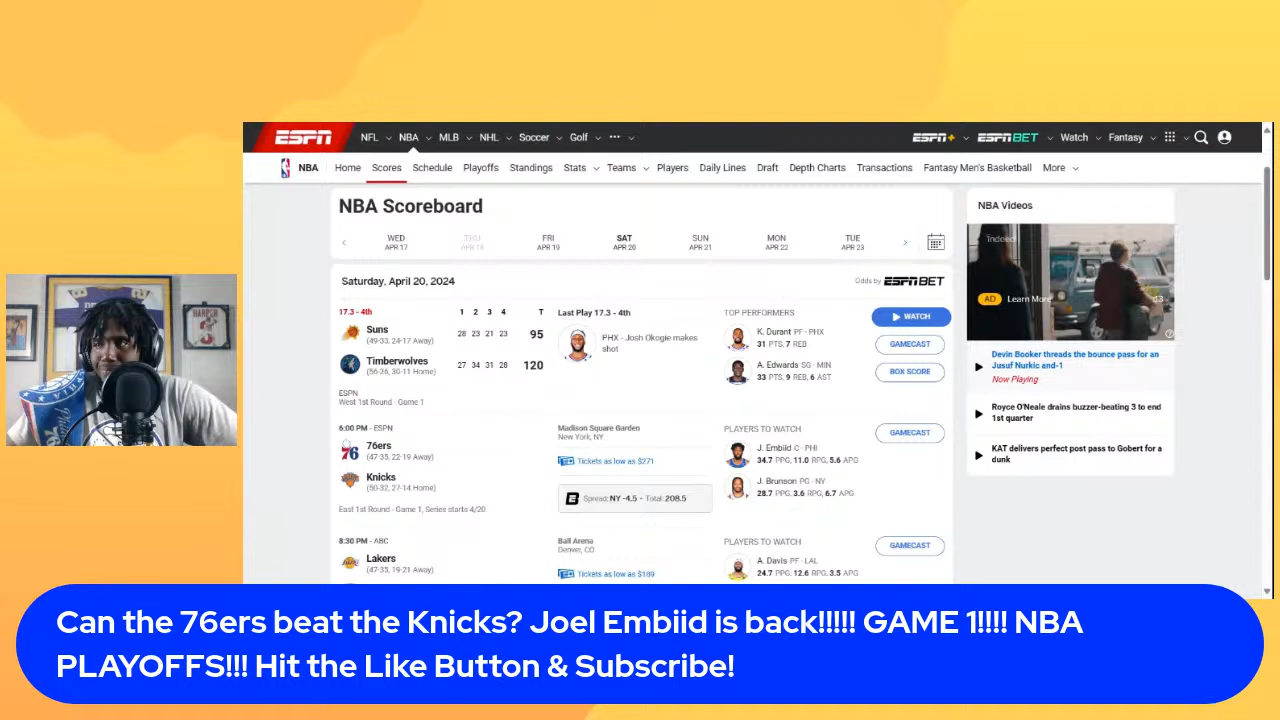 ESPN NFL NBA MLB NHL Soccer Golf ... ESPN+ ESPN BET Watch Fantasy
NBA Home Scores Schedule Playoffs Standings Stats Teams Players Daily Lines Draft Depth Charts Transactions Fantasy Men's Basketball More
NBA Scoreboard
WED THU FRI SAT SUN MON TUE
APR 17 APR 18 APR 19 APR 20 APR 21 APR 22 APR 23
Saturday, April 20, 2024
Odds by ESPN BET
17.3 - 4th 1 2 3 4 T
Suns 28 23 21 23 95
(49-33, 24-17 Away)
Timberwolves 27 34 31 28 120
(56-26, 30-11 Home)
ESPN
West 1st Round - Game 1
Last Play 17.3 - 4th
PHX - Josh Okogie makes
shot
TOP PERFORMERS
K. Durant PF - PHX
31 PTS, 7 REB
A. Edwards SG - MIN
33 PTS, 9 REB, 6 AST
WATCH
GAMECAST
BOX SCORE
6:00 PM - ESPN
76ers
(47-35, 22-19 Away)
Knicks
(50-32, 27-14 Home)
East 1st Round - Game 1, Series starts 4/20
Madison Square Garden
New York, NY
Tickets as low as $271
Spread: NY -4.5 - Total: 208.5
PLAYERS TO WATCH
J. Embiid C - PHI
34.7 PPG, 11.0 RPG, 5.6 APG
J. Brunson PG - NY
28.7 PPG, 3.6 RPG, 6.7 APG
GAMECAST
8:30 PM - ABC
Lakers
(47-35, 19-21 Away)
Ball Arena
Denver, CO
Tickets as low as $189
PLAYERS TO WATCH
A. Davis PF - LAL
24.7 PPG, 12.6 RPG, 3.5 APG
GAMECAST
NBA Videos
Indeed
AD Learn More
:13
Devin Booker threads the bounce pass for an
Jusuf Nurkic and-1
Now Playing
Royce O'Neale drains buzzer-beating 3 to end
1st quarter
KAT delivers perfect post pass to Gobert for a
dunk
HARPER
Can the 76ers beat the Knicks? Joel Embiid is back!!!!! GAME 1!!!! NBA
PLAYOFFS!!! Hit the Like Button & Subscribe!